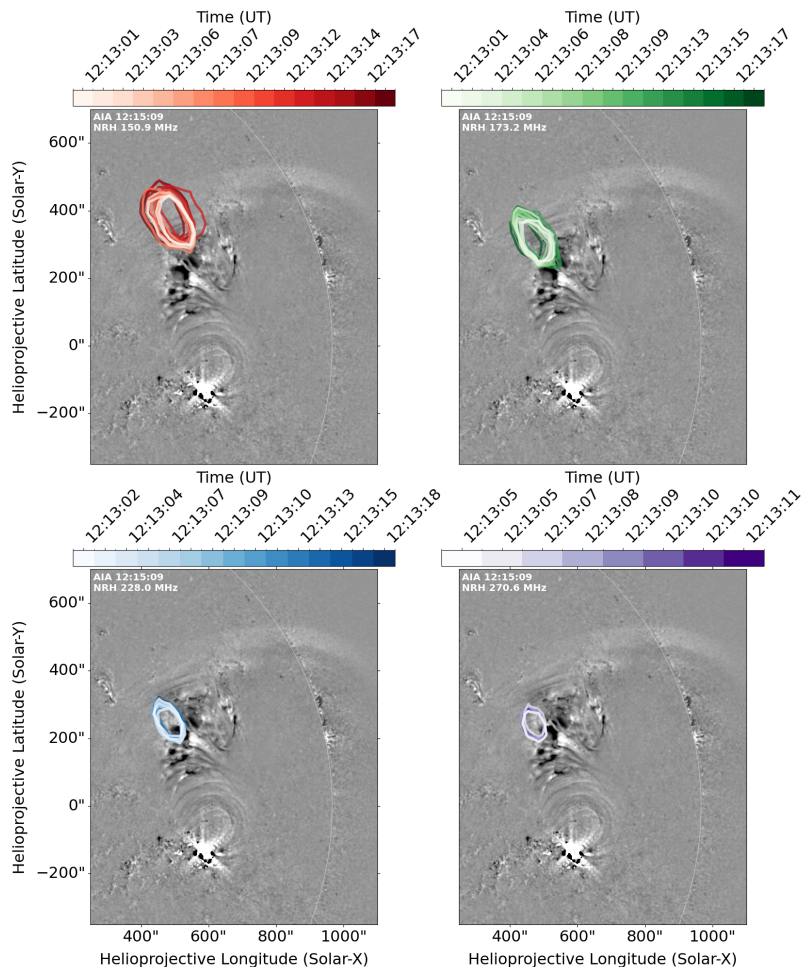 Time (UT)
12:13:01 12:13:03 12:13:06 12:13:07 12:13:09 12:13:12 12:13:14 12:13:17
AIA 12:15:09
NRH 150.9 MHz
600"
400"
200"
0"
−200"
Helioprojective Latitude (Solar-Y)
Time (UT)
12:13:01 12:13:04 12:13:06 12:13:08 12:13:09 12:13:13 12:13:15 12:13:17
AIA 12:15:09
NRH 173.2 MHz
Time (UT)
12:13:02 12:13:04 12:13:07 12:13:09 12:13:10 12:13:13 12:13:15 12:13:18
AIA 12:15:09
NRH 228.0 MHz
600"
400"
200"
0"
−200"
Helioprojective Latitude (Solar-Y)
400" 600" 800" 1000"
Helioprojective Longitude (Solar-X)
Time (UT)
12:13:05 12:13:05 12:13:07 12:13:08 12:13:09 12:13:10 12:13:10 12:13:11
AIA 12:15:09
NRH 270.6 MHz
400" 600" 800" 1000"
Helioprojective Longitude (Solar-X)